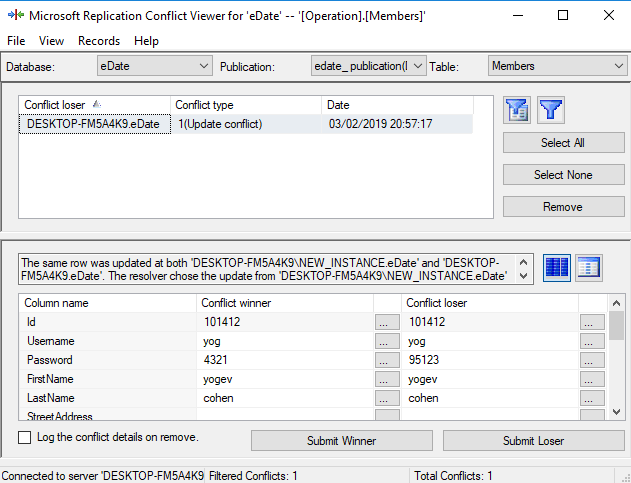 Microsoft Replication Conflict Viewer for 'eDate' -- '[Operation].[Members]'
File View Records Help
Database: eDate Publication: edate_publication(I Table: Members
Conflict loser Conflict type Date
DESKTOP-FM5A4K9.eDate 1(Update conflict) 03/02/2019 20:57:17
Select All
Select None
Remove
The same row was updated at both 'DESKTOP-FM5A4K9\NEW_INSTANCE.eDate' and 'DESKTOP-
FM5A4K9.eDate'. The resolver chose the update from 'DESKTOP-FM5A4K9\NEW_INSTANCE.eDate'
Column name Conflict winner Conflict loser
Id 101412 ... 101412 ...
Username yog ... yog ...
Password 4321 ... 95123 ...
FirstName yogev ... yogev ...
LastName cohen ... cohen ...
StreetAddress
Log the conflict details on remove. Submit Winner Submit Loser
Connected to server 'DESKTOP-FM5A4K9 Filtered Conflicts: 1 Total Conflicts: 1